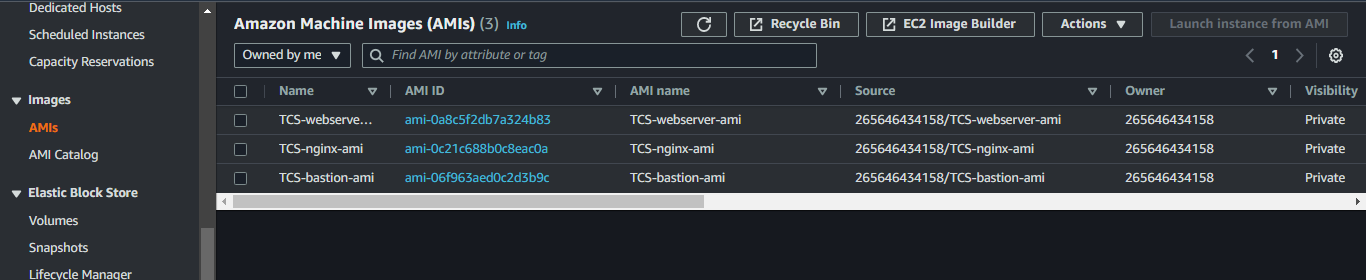 Dedicated Hosts
Scheduled Instances
Capacity Reservations
Images
AMIs
AMI Catalog
Elastic Block Store
Volumes
Snapshots
Lifecycle Manager
Amazon Machine Images (AMIs) (3) Info
Recycle Bin
EC2 Image Builder
Actions
Launch instance from AMI
Owned by me
Find AMI by attribute or tag
1
Name AMI ID AMI name Source Owner Visibility
TCS-webserve... ami-0a8c5f2db7a324b83 TCS-webserver-ami 265646434158/TCS-webserver-ami 265646434158 Private
TCS-nginx-ami ami-0c21c688b0c8eac0a TCS-nginx-ami 265646434158/TCS-nginx-ami 265646434158 Private
TCS-bastion-ami ami-06f963aed0c2d3b9c TCS-bastion-ami 265646434158/TCS-bastion-ami 265646434158 Private